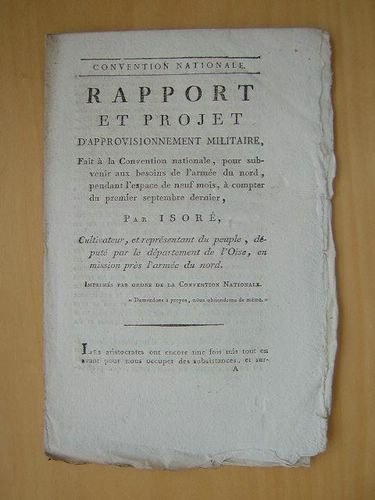 CONVENTION NATIONALE.
RAPPORT
ET PROJET
D'APPROVISIONNEMENT MILITAIRE,
Fait à la Convention nationale, pour sub-
venir aux besoins de l'armée du nord,
pendant l'espace de neuf mois, à compter
du premier septembre dernier,
PAR ISORÉ,
Cultivateur, et représentant du peuple, dé-
puté par le département de l'Oise, en
mission près l'armée du nord.
IMPRIMÉS PAR ORDRE DE LA CONVENTION NATIONALE.
« Demandons à propos, nous obtiendrons de même. »
LES aristocrates ont encore une fois mis tout en
avant pour nous occuper des subsistances, et sur-
A